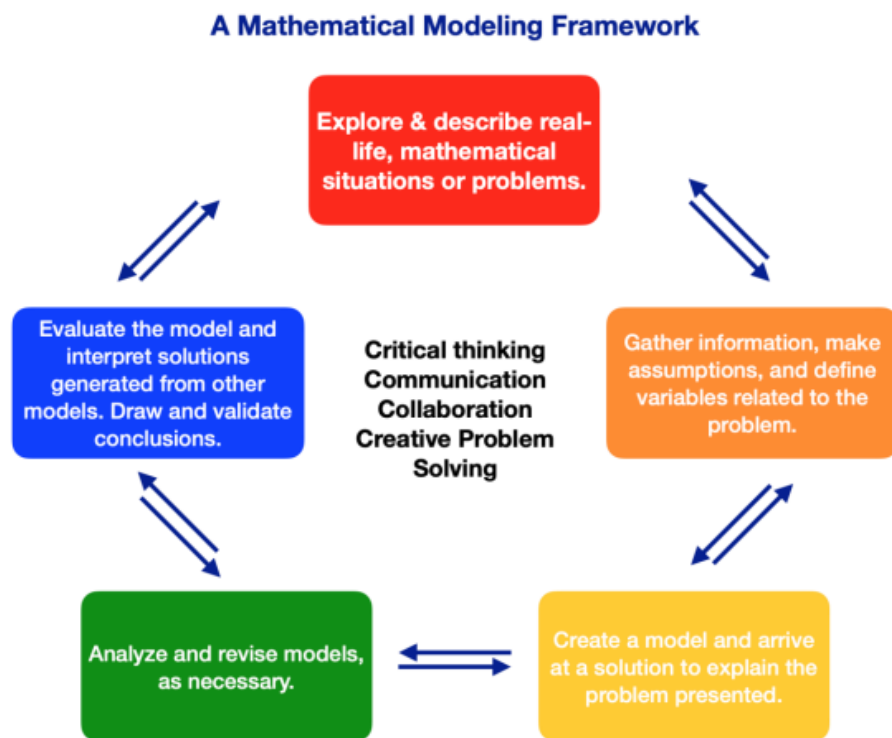 A Mathematical Modeling Framework
Explore & describe real-
life, mathematical
situations or problems.
Evaluate the model and
interpret solutions
generated from other
models. Draw and validate
conclusions.
Critical thinking
Communication
Collaboration
Creative Problem
Solving
Gather information, make
assumptions, and define
variables related to the
problem.
Analyze and revise models,
as necessary.
Create a model and arrive
at a solution to explain the
problem presented.